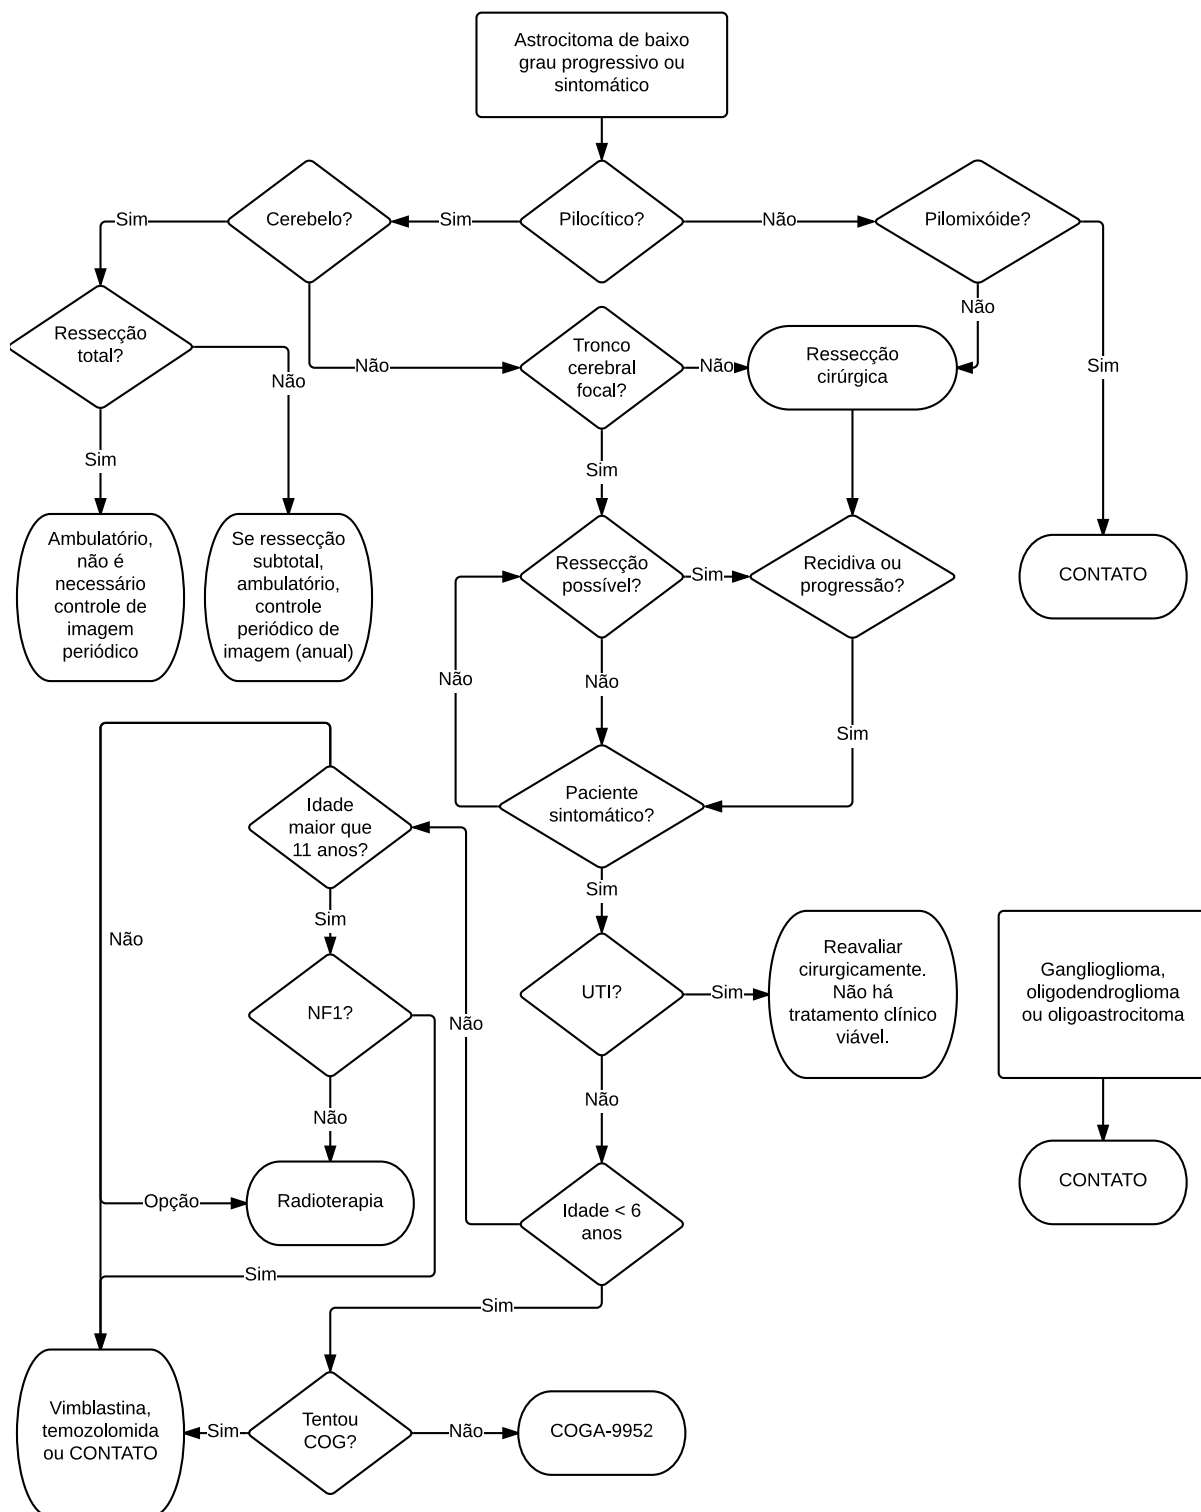 Astrocitoma de baixo
grau progressivo ou
sintomático
Sim
Cerebelo?
Sim
Pilocítico?
Não
Pilomixóide?
Ressecção
total?
Não
Não
Tronco
cerebral
focal?
Não
Ressecção
cirúrgica
Não
Sim
Sim
Sim
Ambulatório,
não é
necessário
controle de
imagem
periódico
Se ressecção
subtotal,
ambulatório,
controle
periódico de
imagem (anual)
Ressecção
possível?
Sim
Recidiva ou
progressão?
CONTATO
Não
Não
Sim
Idade
maior que
11 anos?
Paciente
sintomático?
Sim
Sim
Não
NF1?
Não
UTI?
Sim
Reavaliar
cirurgicamente.
Não há
tratamento clínico
viável.
Ganglioglioma,
oligodendroglioma
ou oligoastrocitoma
Não
Não
Opção
Radioterapia
Idade < 6
anos
CONTATO
Sim
Sim
Vimblastina,
temozolomida
ou CONTATO
Sim
Tentou
COG?
Não
COGA-9952